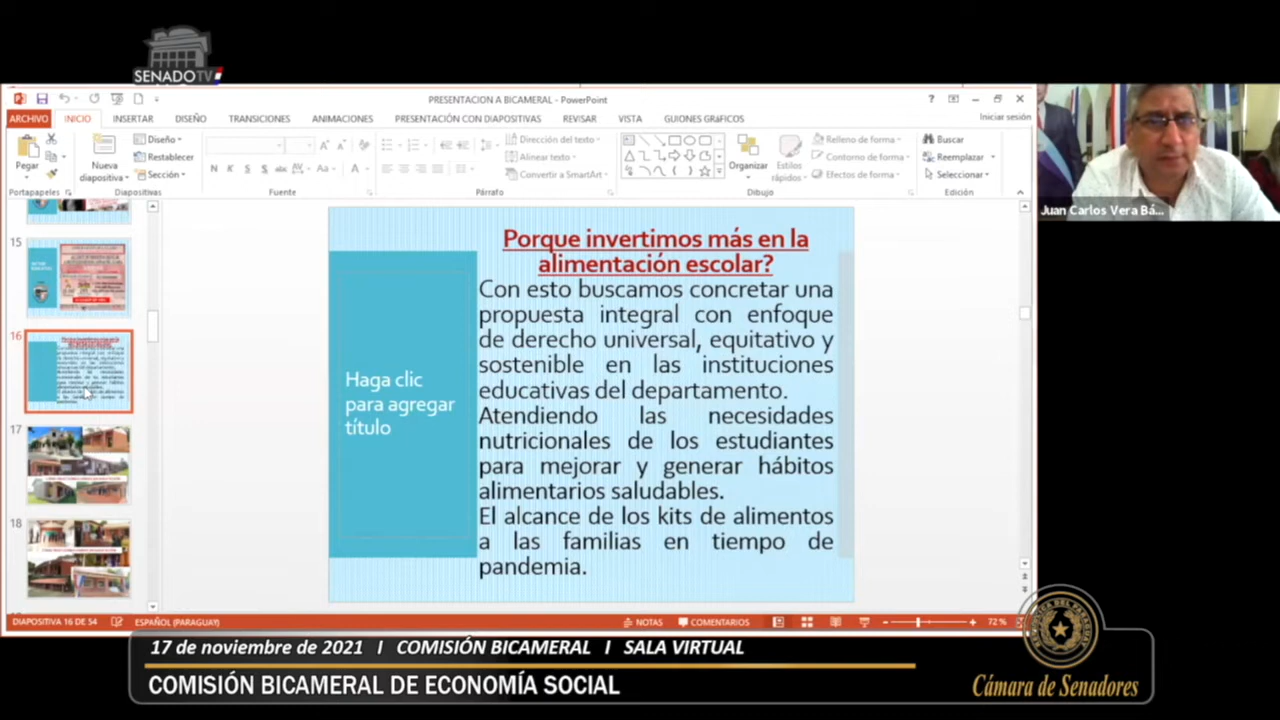 SENADO TV
PRESENTACION A BICAMERAL - PowerPoint
Iniciar sesión
ARCHIVO INICIO INSERTAR DISEÑO TRANSICIONES ANIMACIONES PRESENTACIÓN CON DIAPOSITIVAS REVISAR VISTA GUIONES GRáFICOS
Pegar
Nueva
diapositiva
Diseño
Restablecer
Sección
Dirección del texto
Alinear texto
Convertir a SmartArt
Organizar
Estilos
rápidos
Relleno de forma
Contorno de forma
Efectos de forma
Buscar
Reemplazar
Seleccionar
Portapapeles Diapositivas Fuente Párrafo Dibujo Edición
Juan Carlos Vera Bá...
15
16
17
18
Haga clic
para agregar
título
Porque invertimos más en la
alimentación escolar?
Con esto buscamos concretar una
propuesta integral con enfoque
de derecho universal, equitativo y
sostenible en las instituciones
educativas del departamento.
Atendiendo las necesidades
nutricionales de los estudiantes
para mejorar y generar hábitos
alimentarios saludables.
El alcance de los kits de alimentos
a las familias en tiempo de
pandemia.
DIAPOSITIVA 16 DE 54 ESPAÑOL (PARAGUAY) NOTAS COMENTARIOS 72 %
17 de noviembre de 2021 I COMISIÓN BICAMERAL I SALA VIRTUAL
COMISIÓN BICAMERAL DE ECONOMÍA SOCIAL
Cámara de Senadores